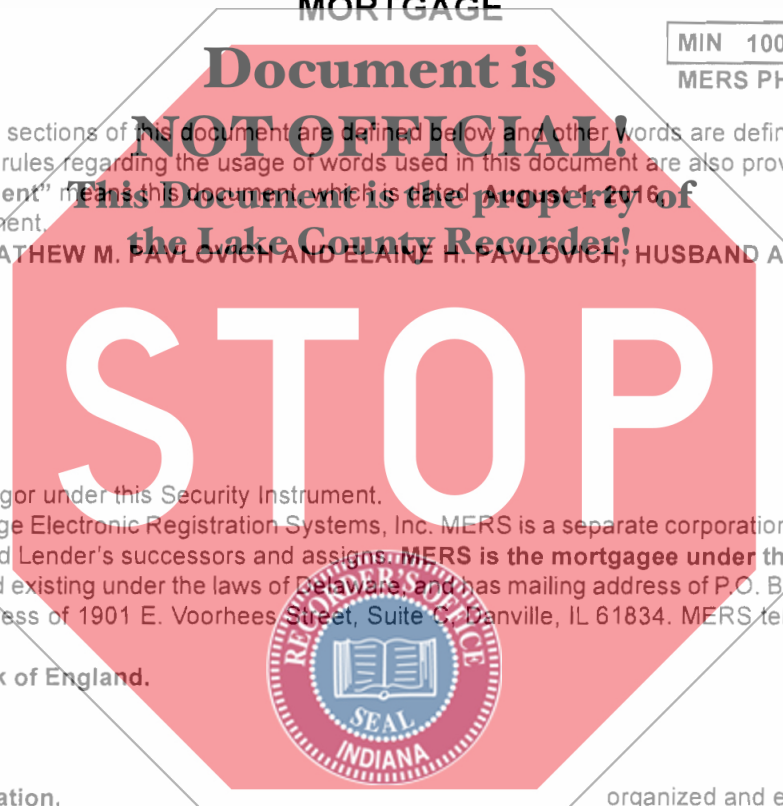 MORTGAGE
MIN 100
MERS PH
Document is
NOT OFFICIAL!
This Document is the property of
the Lake County Recorder!
sections of this document are defined below and other words are defin
rules regarding the usage of words used in this document are also prov
ent” means this document, which is dated August 1, 2016,
ent.
ATHEW M. PAVLOVICH AND ELAINE H. PAVLOVICH, HUSBAND A
STOP
gor under this Security Instrument.
ge Electronic Registration Systems, Inc. MERS is a separate corporation
d Lender's successors and assigns. MERS is the mortgagee under th
d existing under the laws of Delaware, and has mailing address of P.O. B
ess of 1901 E. Voorhees Street, Suite C, Danville, IL 61834. MERS te
RECORDER'S OFFICE
SEAL
INDIANA
k of England.
ation.
organized and e